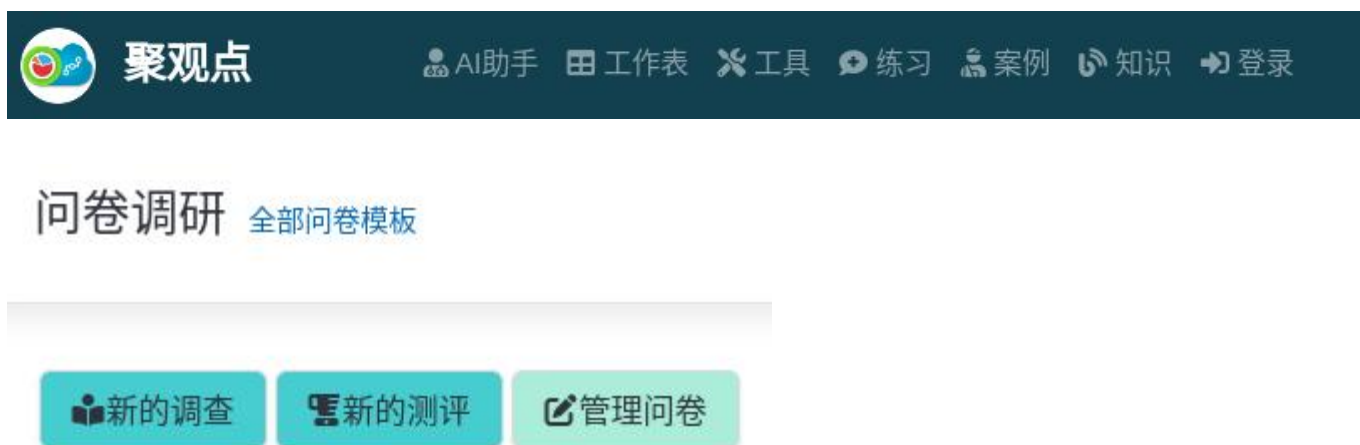 聚观点 AI助手 工作表 工具 练习 案例 知识 登录
问卷调研 全部问卷模板
新的调查 新的测评 管理问卷